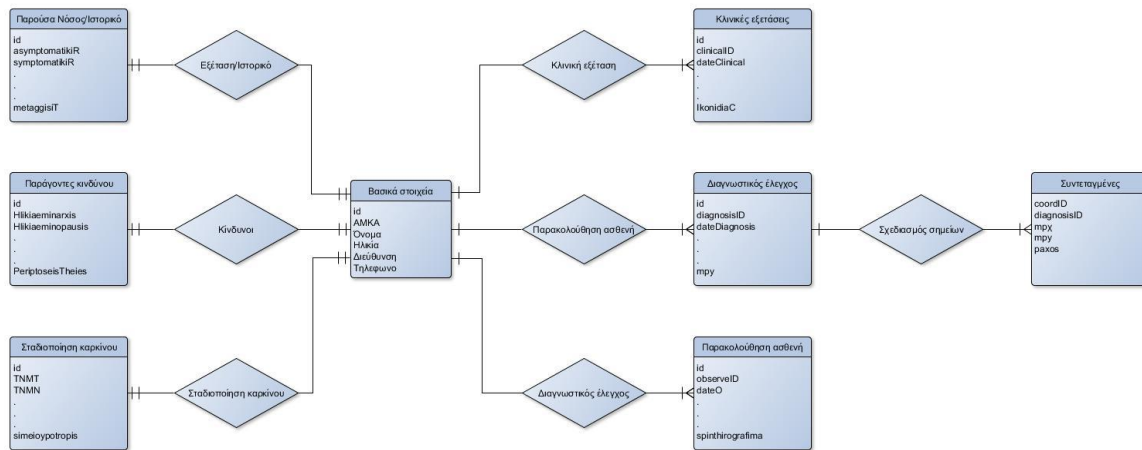 Παρούσα Νόσος/Ιστορικό
id
asymptomatikiR
symptomatikiR
.
.
.
metaggisiT
Εξέταση/Ιστορικό
Κλινική εξέταση
Κλινικές εξετάσεις
id
clinicalID
dateClinical
.
.
.
IkonidiaC
Παράγοντες κινδύνου
id
Hlikiaeminarxis
Hlikiaeminopausis
.
.
.
PeriptoseisTheies
Κίνδυνοι
Βασικά στοιχεία
id
ΑΜΚΑ
Όνομα
Ηλικία
Διεύθυνση
Τηλεφωνο
Παρακολούθηση ασθενή
Διαγνωστικός έλεγχος
id
diagnosisID
dateDiagnosis
.
.
.
mpy
Σχεδιασμός σημείων
Συντεταγμένες
coordID
diagnosisID
mpχ
mpy
paxos
Σταδιοποίηση καρκίνου
id
TNMT
TNMN
.
.
.
simeioypotropis
Σταδιοποίηση καρκίνου
Διαγνωστικός έλεγχος
Παρακολούθηση ασθενή
id
observeID
dateO
.
.
.
spinthirografima